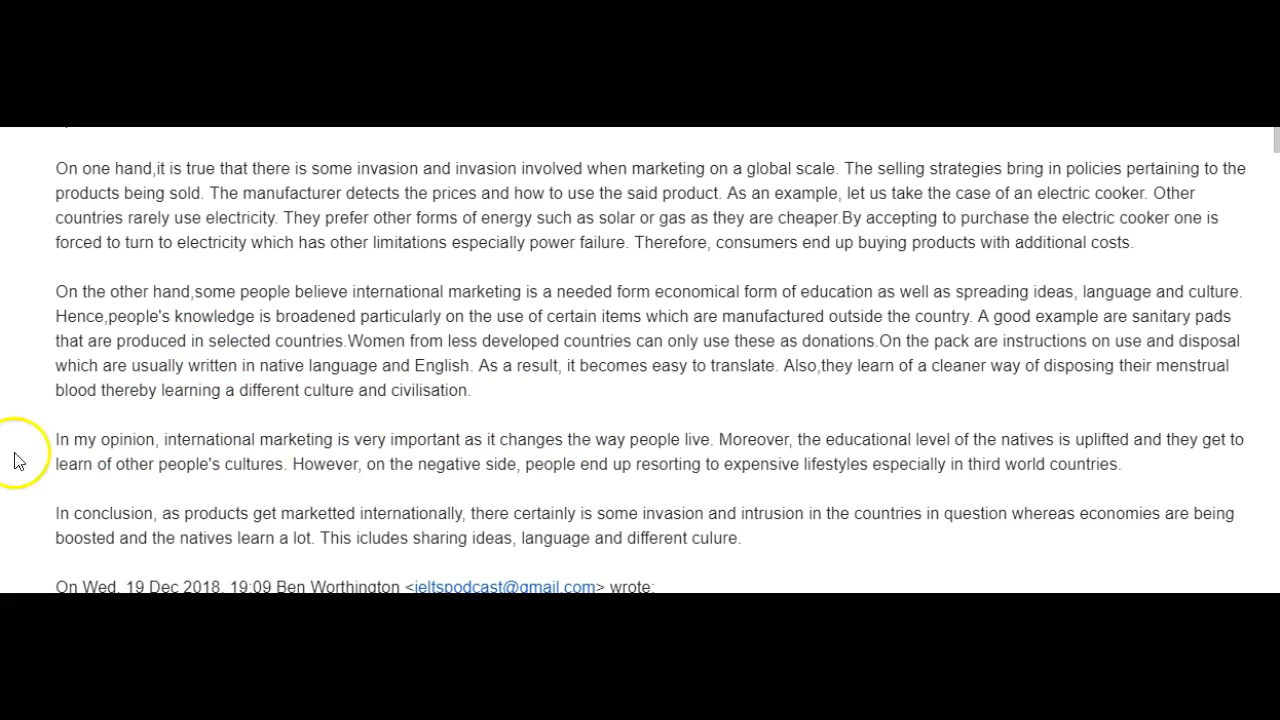 On one hand,it is true that there is some invasion and invasion involved when marketing on a global scale. The selling strategies bring in policies pertaining to the
products being sold. The manufacturer detects the prices and how to use the said product. As an example, let us take the case of an electric cooker. Other
countries rarely use electricity. They prefer other forms of energy such as solar or gas as they are cheaper.By accepting to purchase the electric cooker one is
forced to turn to electricity which has other limitations especially power failure. Therefore, consumers end up buying products with additional costs.
On the other hand,some people believe international marketing is a needed form economical form of education as well as spreading ideas, language and culture.
Hence,people's knowledge is broadened particularly on the use of certain items which are manufactured outside the country. A good example are sanitary pads
that are produced in selected countries.Women from less developed countries can only use these as donations.On the pack are instructions on use and disposal
which are usually written in native language and English. As a result, it becomes easy to translate. Also,they learn of a cleaner way of disposing their menstrual
blood thereby learning a different culture and civilisation.
In my opinion, international marketing is very important as it changes the way people live. Moreover, the educational level of the natives is uplifted and they get to
learn of other people's cultures. However, on the negative side, people end up resorting to expensive lifestyles especially in third world countries.
In conclusion, as products get marketted internationally, there certainly is some invasion and intrusion in the countries in question whereas economies are being
boosted and the natives learn a lot. This icludes sharing ideas, language and different culure.
On Wed, 19 Dec 2018, 19:09 Ben Worthington <ieltspodcast@gmail.com> wrote: